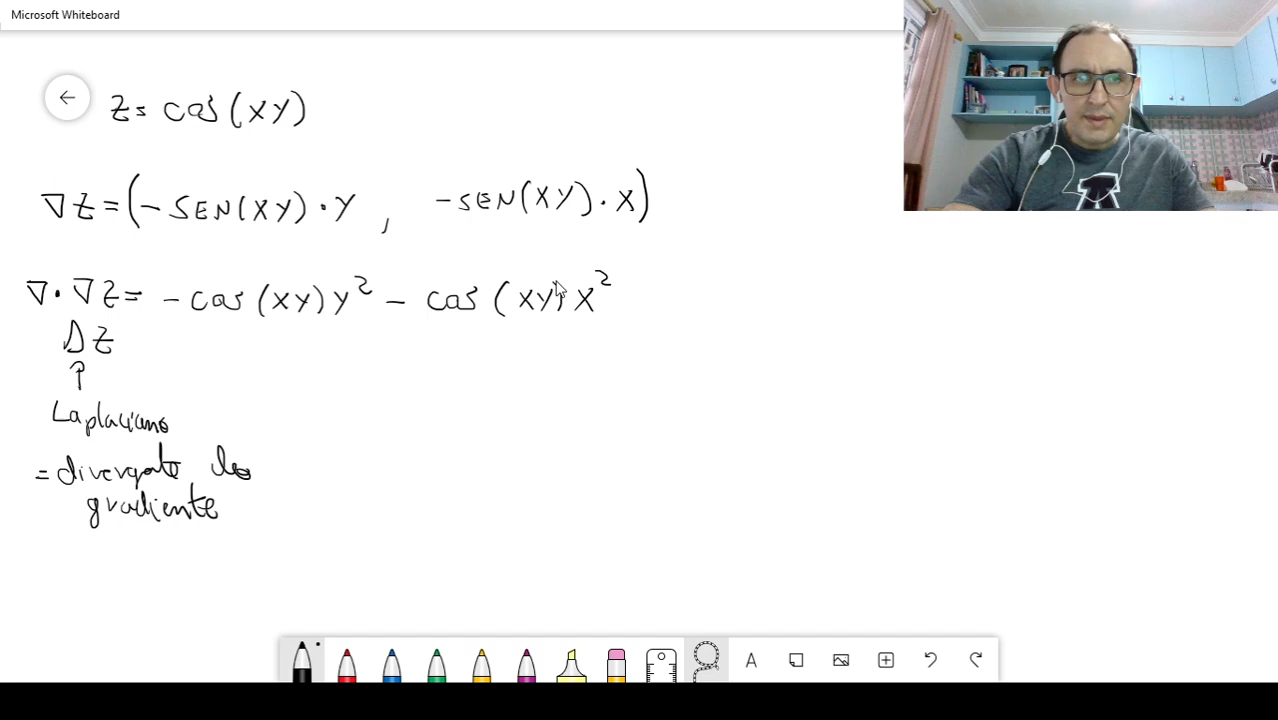 Microsoft Whiteboard
Z = cos(XY)
∇Z = (-SEN(XY)·Y , -SEN(XY)·X)
∇·∇Z = -cos(XY)Y² - cos(XY)X²
ΔZ
↑
Laplaciano
= divergente do
gradiente
A